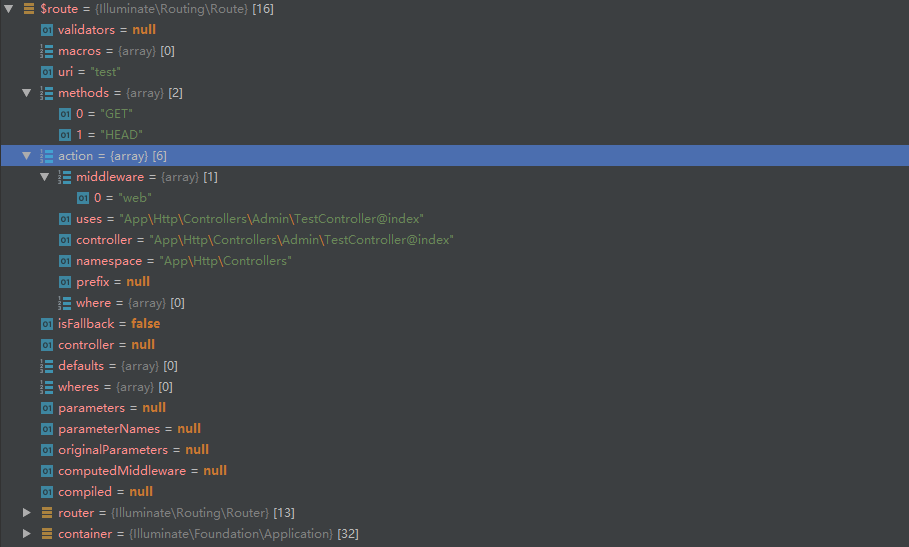 $route = {Illuminate\Routing\Route} [16]
validators = null
macros = {array} [0]
uri = "test"
methods = {array} [2]
0 = "GET"
1 = "HEAD"
action = {array} [6]
middleware = {array} [1]
0 = "web"
uses = "App\Http\Controllers\Admin\TestController@index"
controller = "App\Http\Controllers\Admin\TestController@index"
namespace = "App\Http\Controllers"
prefix = null
where = {array} [0]
isFallback = false
controller = null
defaults = {array} [0]
wheres = {array} [0]
parameters = null
parameterNames = null
originalParameters = null
computedMiddleware = null
compiled = null
router = {Illuminate\Routing\Router} [13]
container = {Illuminate\Foundation\Application} [32]